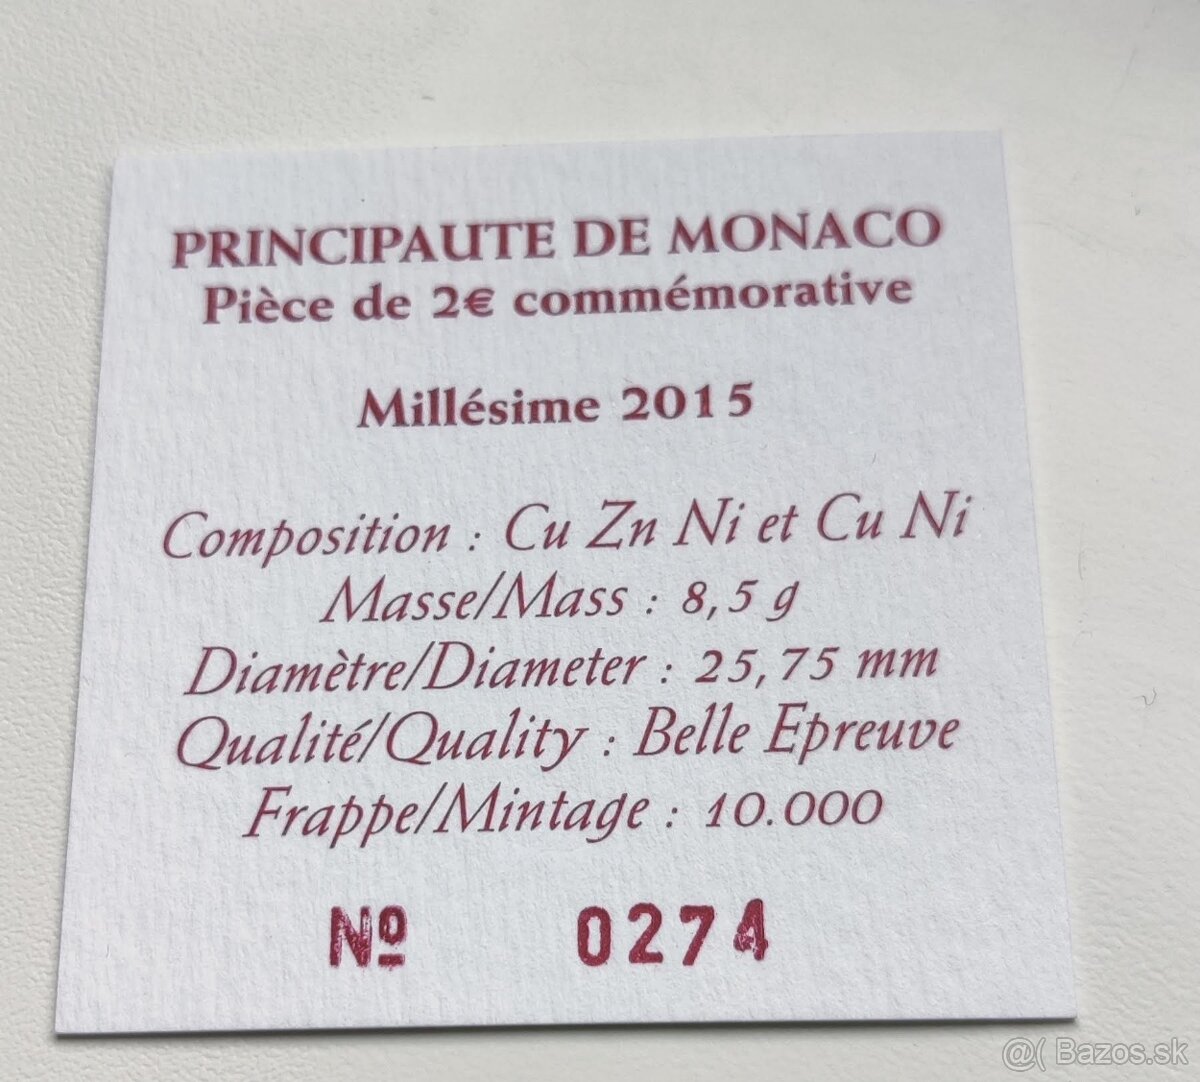 PRINCIPAUTE DE MONACO
Pièce de 2€ commémorative
Millésime 2015
Composition : Cu Zn Ni et Cu Ni
Masse/Mass : 8,5 g
Diamètre/Diameter : 25,75 mm
Qualité/Quality : Belle Epreuve
Frappe/Mintage : 10.000
Nº 0274
@( Bazos.sk